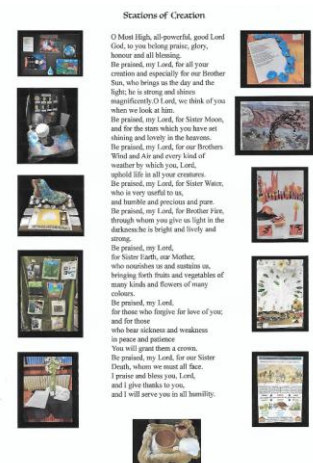 Stations of Creation
O Most High, all-powerful, good Lord
God, to you belong praise, glory,
honour and all blessing.
Be praised, my Lord, for all your
creation and especially for our Brother
Sun, who brings us the day and the
light; he is strong and shines
magnificently.O Lord, we think of you
when we look at him.
Be praised, my Lord, for Sister Moon,
and for the stars which you have set
shining and lovely in the heavens.
Be praised, my Lord, for our Brothers
Wind and Air and every kind of
weather by which you, Lord,
uphold life in all your creatures.
Be praised, my Lord, for Sister Water,
who is very useful to us,
and humble and precious and pure.
Be praised, my Lord, for Brother Fire,
through whom you give us light in the
darkness:he is bright and lively and
strong.
Be praised, my Lord,
for Sister Earth, our Mother,
who nourishes us and sustains us,
bringing forth fruits and vegetables of
many kinds and flowers of many
colours.
Be praised, my Lord,
for those who forgive for love of you;
and for those
who bear sickness and weakness
in peace and patience
You will grant them a crown.
Be praised, my Lord, for our Sister
Death, whom we must all face.
I praise and bless you, Lord,
and I give thanks to you,
and I will serve you in all humility.